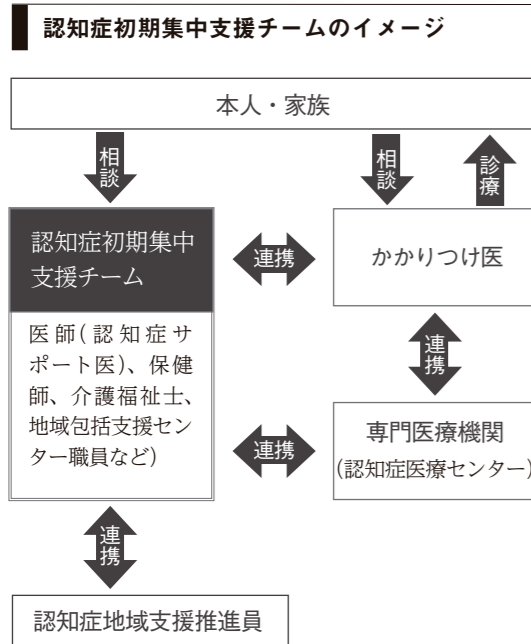 認知症初期集中支援チームのイメージ
本人・家族
相談
相談
診療
認知症初期集中
支援チーム
連携
かかりつけ医
医師(認知症サ
ポート医)、保健
師、介護福祉士、
地域包括支援セン
ター職員など)
連携
連携
専門医療機関
(認知症医療センター)
連携
認知症地域支援推進員